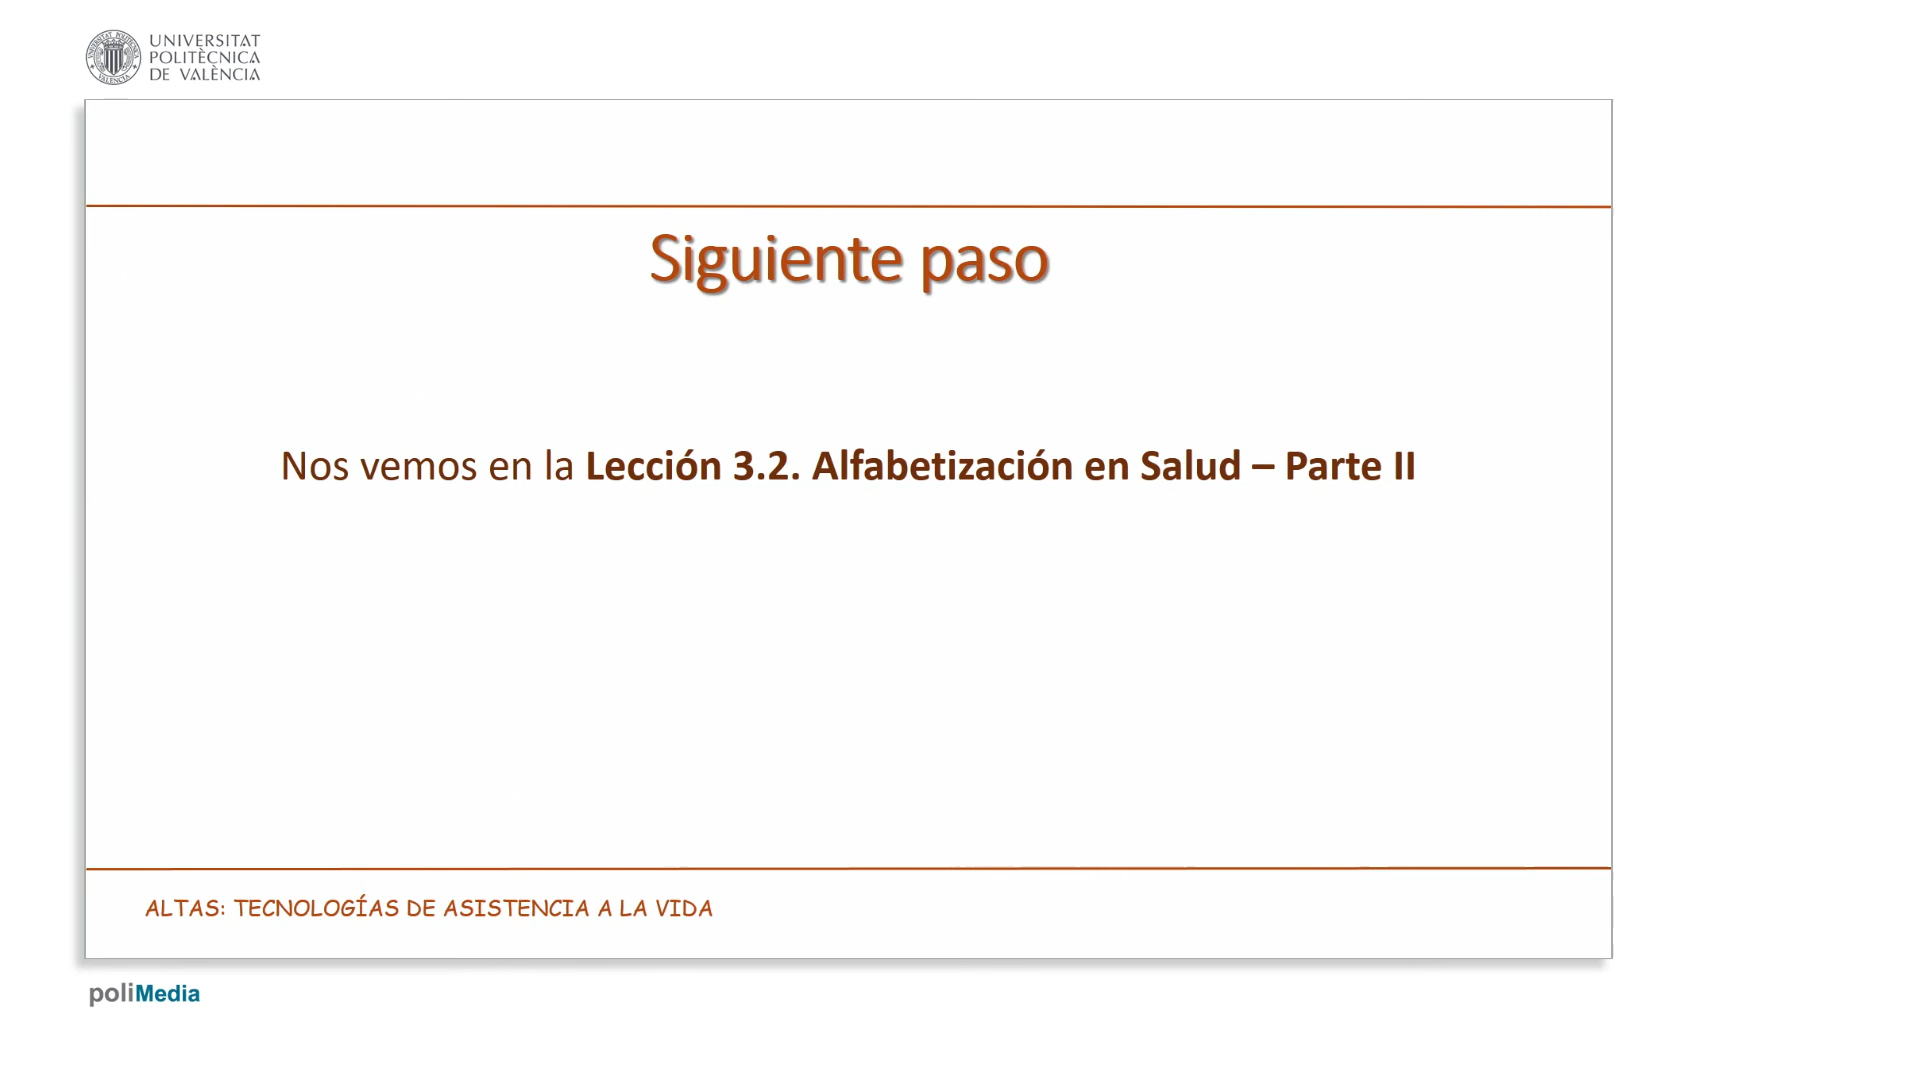 UNIVERSITAT
POLITÈCNICA
DE VALÈNCIA
Siguiente paso
Nos vemos en la Lección 3.2. Alfabetización en Salud – Parte II
ALTAS: TECNOLOGÍAS DE ASISTENCIA A LA VIDA
poliMedia